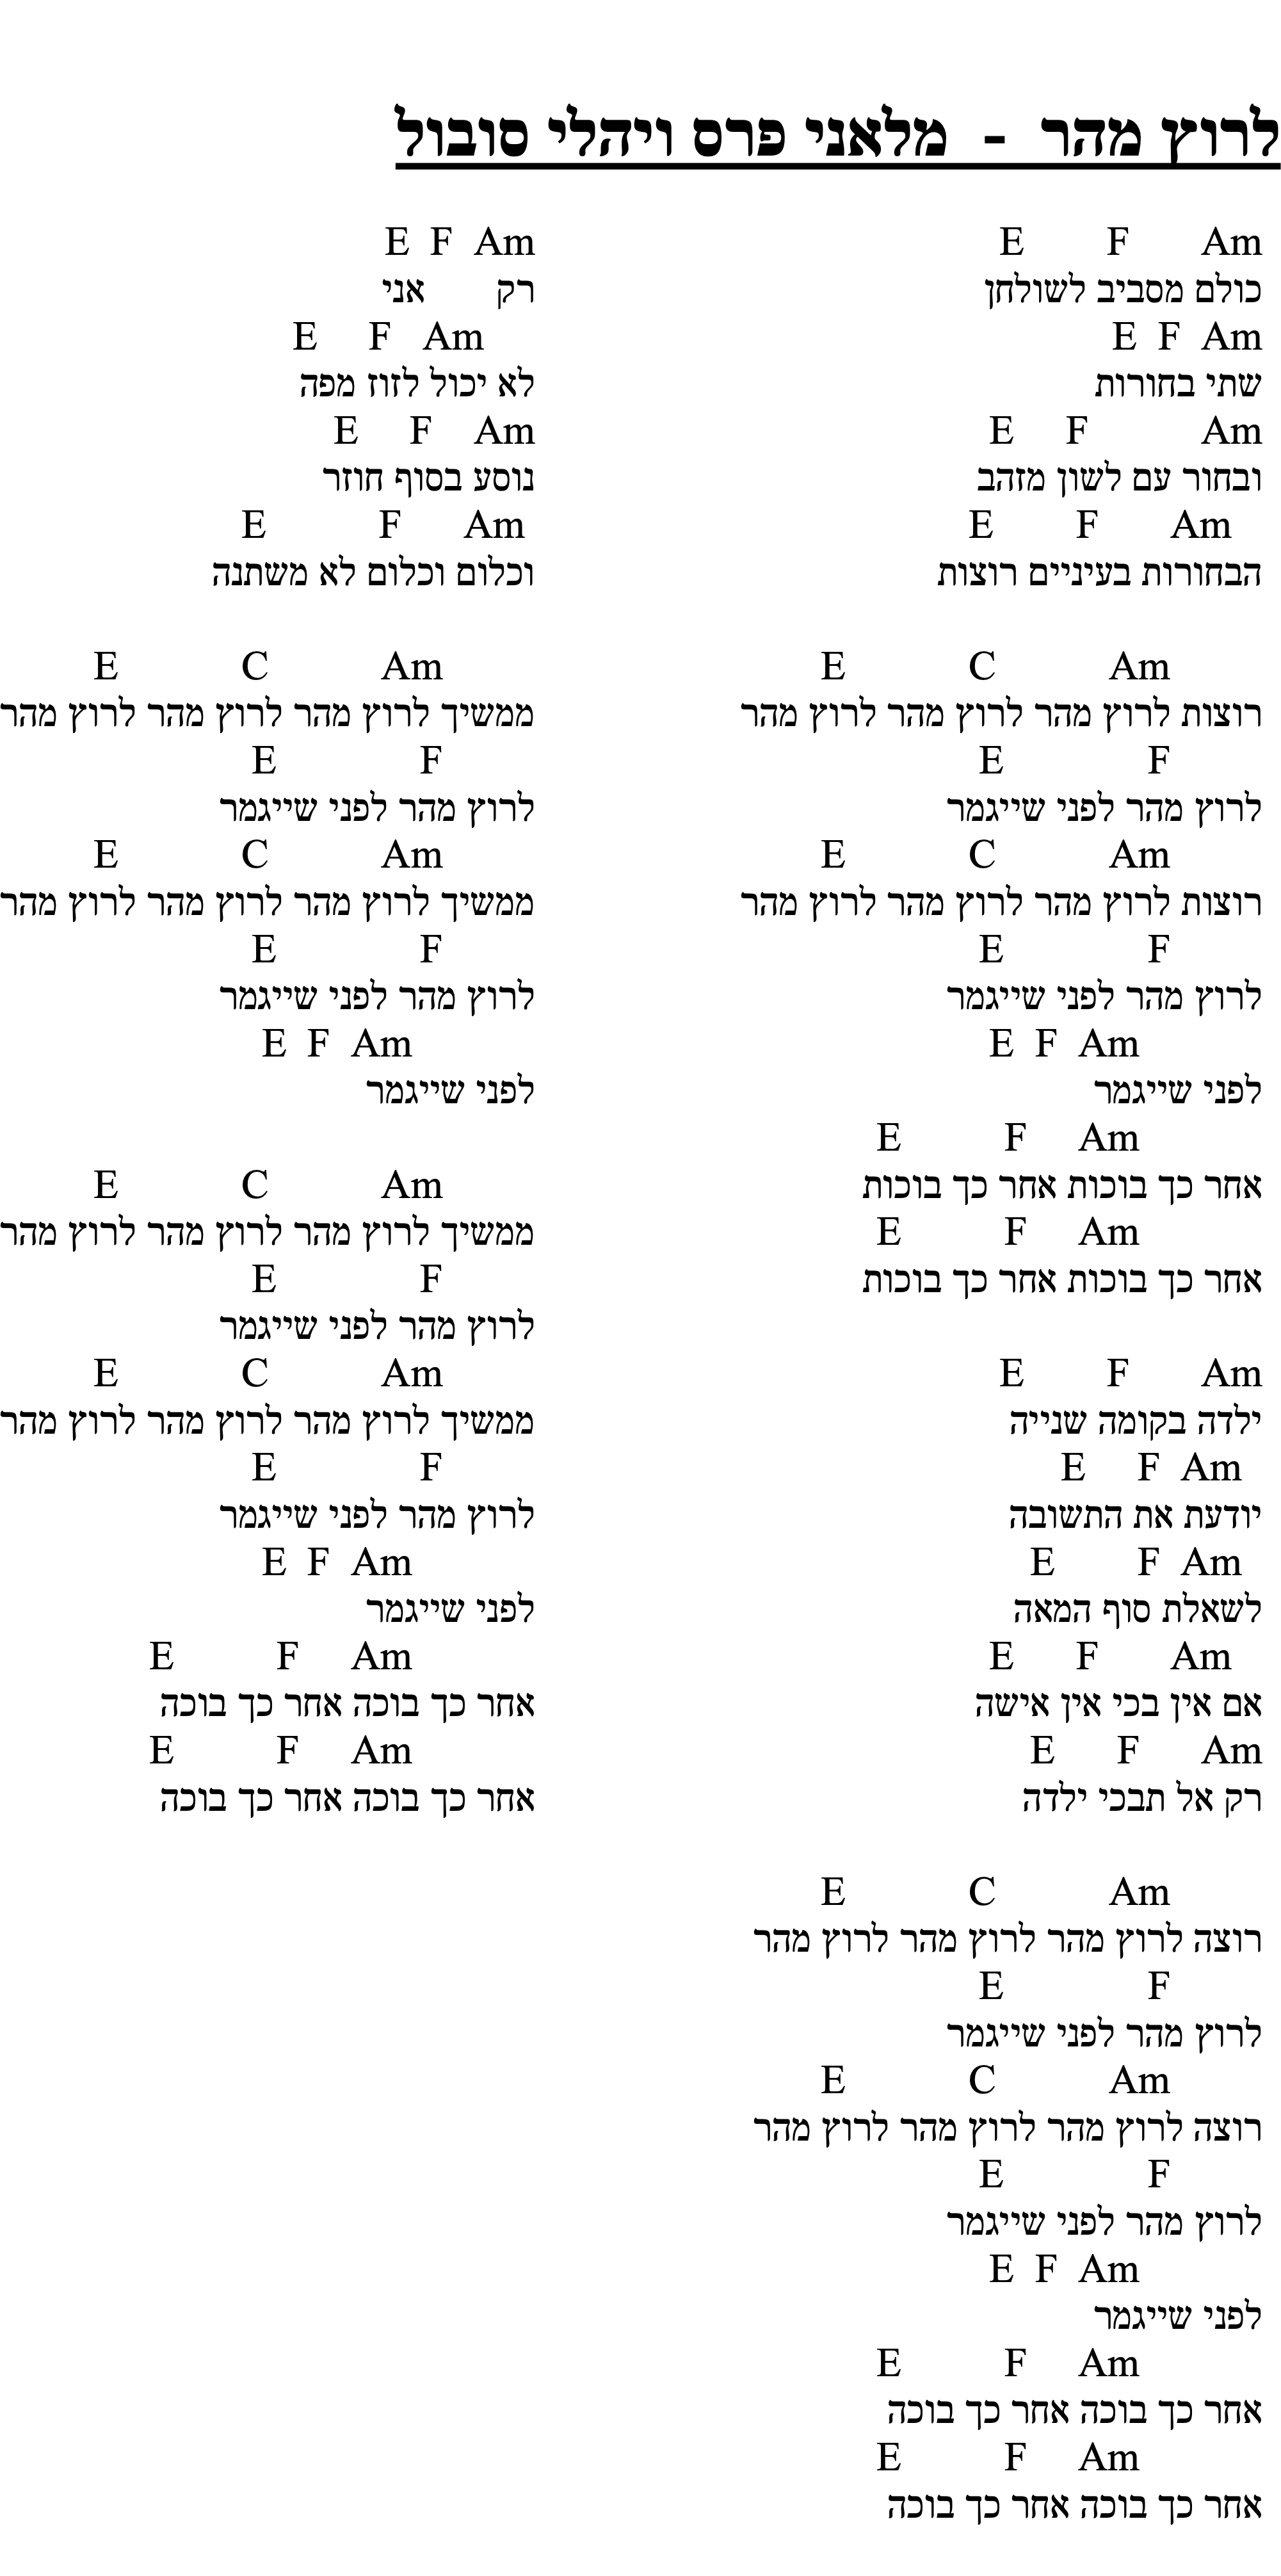 לרוץ מהר - מלאני פרס ויהלי סובול
E F Am
כולם מסביב לשולחן
E F Am
שתי בחורות
E F Am
ובחור עם לשון מזהב
E F Am
הבחורות בעיניים רוצות
E C Am
רוצות לרוץ מהר לרוץ מהר לרוץ מהר
E F
לרוץ מהר לפני שייגמר
E C Am
רוצות לרוץ מהר לרוץ מהר לרוץ מהר
E F
לרוץ מהר לפני שייגמר
E F Am
לפני שייגמר
E F Am
אחר כך בוכות אחר כך בוכות
E F Am
אחר כך בוכות אחר כך בוכות
E F Am
ילדה בקומה שנייה
E F Am
יודעת את התשובה
E F Am
לשאלת סוף המאה
E F Am
אם אין בכי אין אישה
E F Am
רק אל תבכי ילדה
E C Am
רוצה לרוץ מהר לרוץ מהר לרוץ מהר
E F
לרוץ מהר לפני שייגמר
E C Am
רוצה לרוץ מהר לרוץ מהר לרוץ מהר
E F
לרוץ מהר לפני שייגמר
E F Am
לפני שייגמר
E F Am
אחר כך בוכה אחר כך בוכה
E F Am
אחר כך בוכה אחר כך בוכה
E F Am
רק אני
E F Am
לא יכול לזוז מפה
E F Am
נוסע בסוף חוזר
E F Am
וכלום וכלום לא משתנה
E C Am
ממשיך לרוץ מהר לרוץ מהר לרוץ מהר
E F
לרוץ מהר לפני שייגמר
E C Am
ממשיך לרוץ מהר לרוץ מהר לרוץ מהר
E F
לרוץ מהר לפני שייגמר
E F Am
לפני שייגמר
E C Am
ממשיך לרוץ מהר לרוץ מהר לרוץ מהר
E F
לרוץ מהר לפני שייגמר
E C Am
ממשיך לרוץ מהר לרוץ מהר לרוץ מהר
E F
לרוץ מהר לפני שייגמר
E F Am
לפני שייגמר
E F Am
אחר כך בוכה אחר כך בוכה
E F Am
אחר כך בוכה אחר כך בוכה